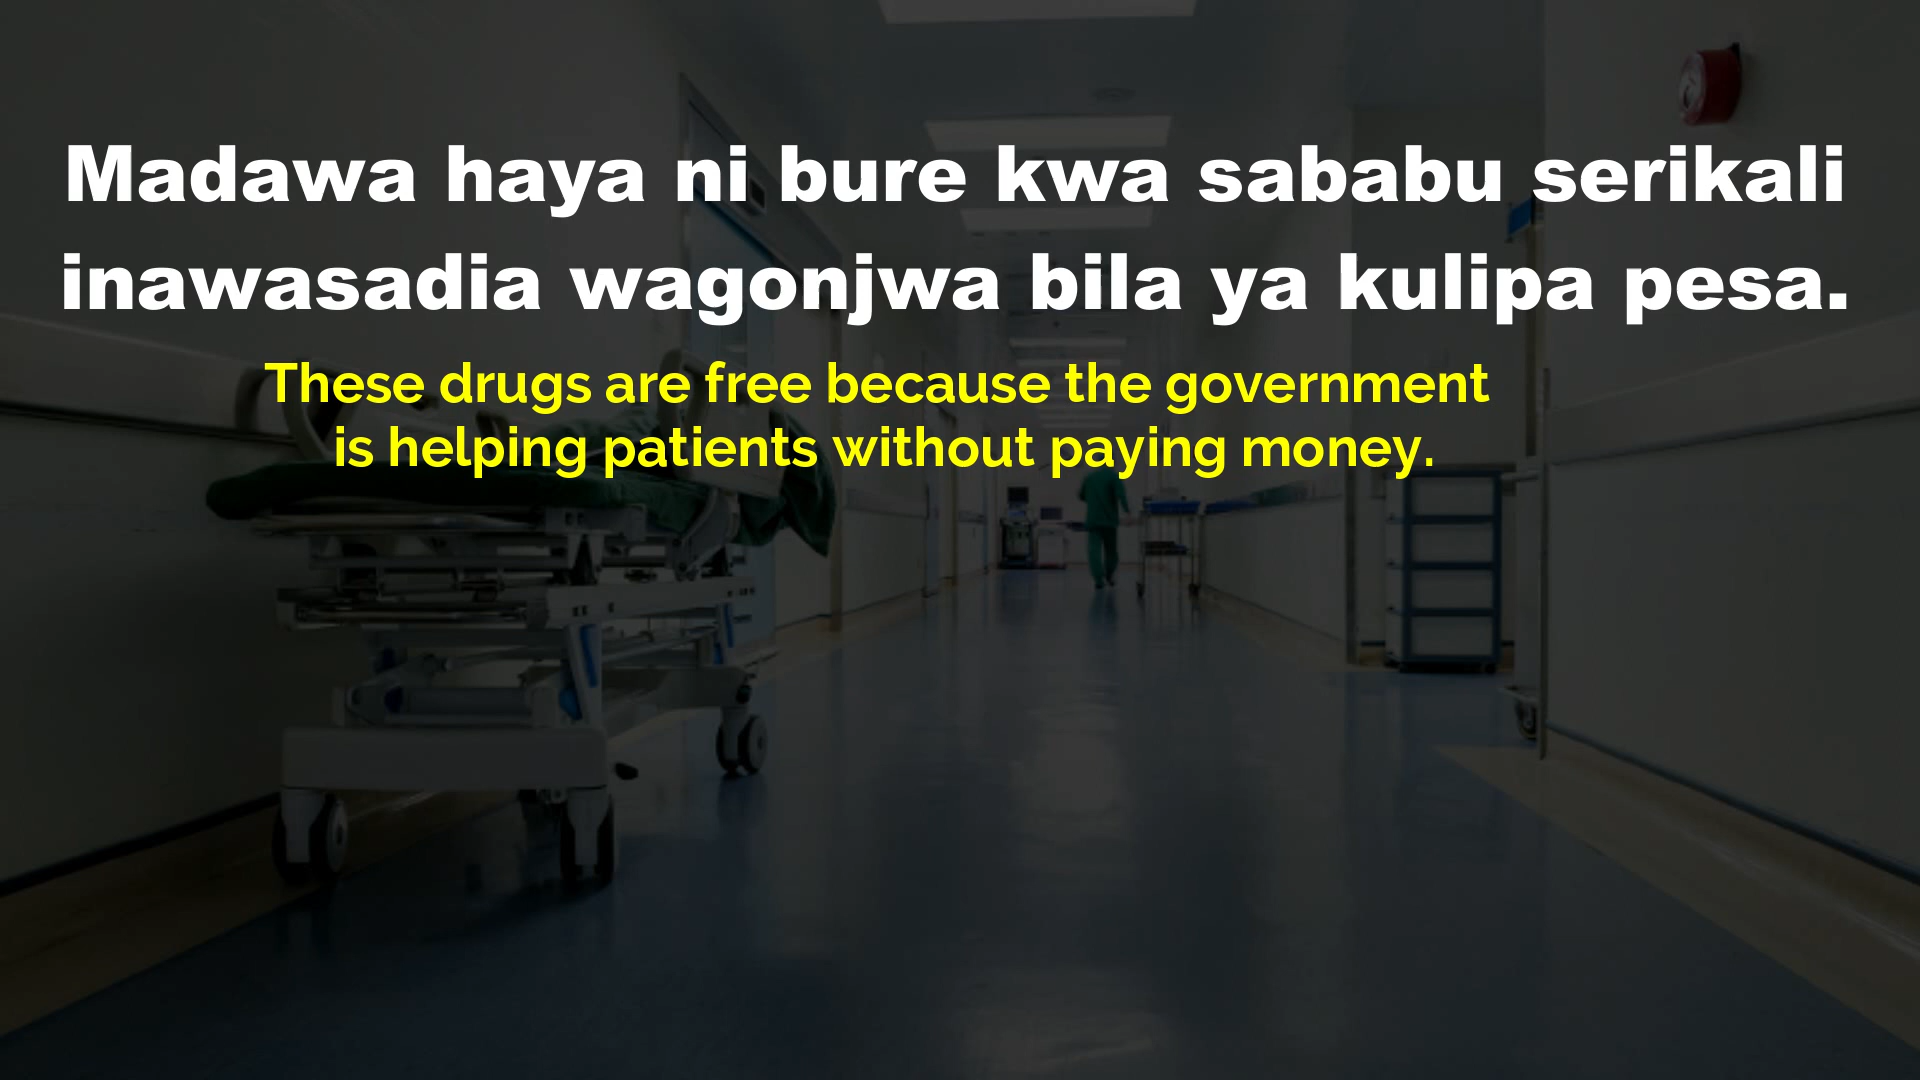 Madawa haya ni bure kwa sababu serikali
inawasadia wagonjwa bila ya kulipa pesa.
These drugs are free because the government
is helping patients without paying money.